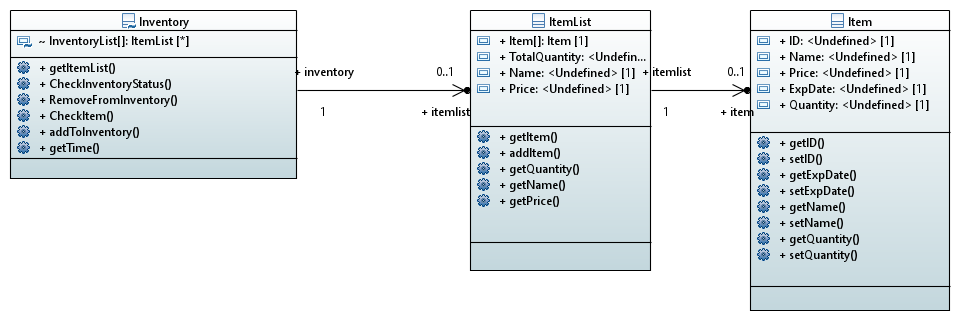 Inventory
~ InventoryList[]: ItemList [*]
+ getItemList()
+ CheckInventoryStatus()
+ RemoveFromInventory()
+ CheckItem()
+ addToInventory()
+ getTime()
+ inventory
0..1
1
+ itemlist
ItemList
+ Item[]: Item [1]
+ TotalQuantity: <Undefin...
+ Name: <Undefined> [1]
+ Price: <Undefined> [1]
+ getItem()
+ addItem()
+ getQuantity()
+ getName()
+ getPrice()
+ itemlist
0..1
1
+ item
Item
+ ID: <Undefined> [1]
+ Name: <Undefined> [1]
+ Price: <Undefined> [1]
+ ExpDate: <Undefined> [1]
+ Quantity: <Undefined> [1]
+ getID()
+ setID()
+ getExpDate()
+ setExpDate()
+ getName()
+ setName()
+ getQuantity()
+ setQuantity()